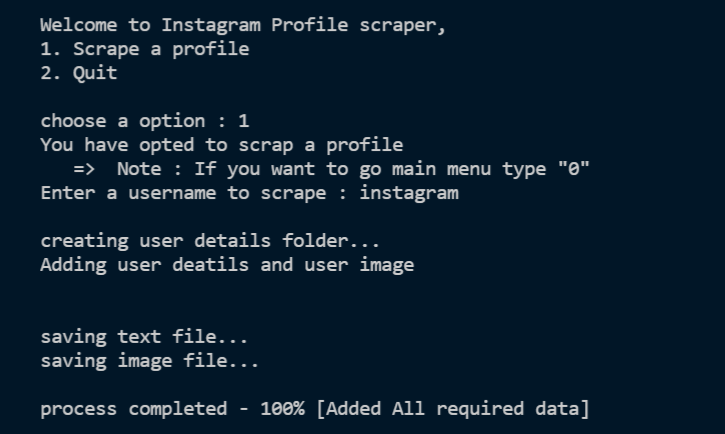 Welcome to Instagram Profile scraper,
1. Scrape a profile
2. Quit
choose a option : 1
You have opted to scrap a profile
=>  Note : If you want to go main menu type "0"
Enter a username to scrape : instagram
creating user details folder...
Adding user deatils and user image
saving text file...
saving image file...
process completed - 100% [Added All required data]